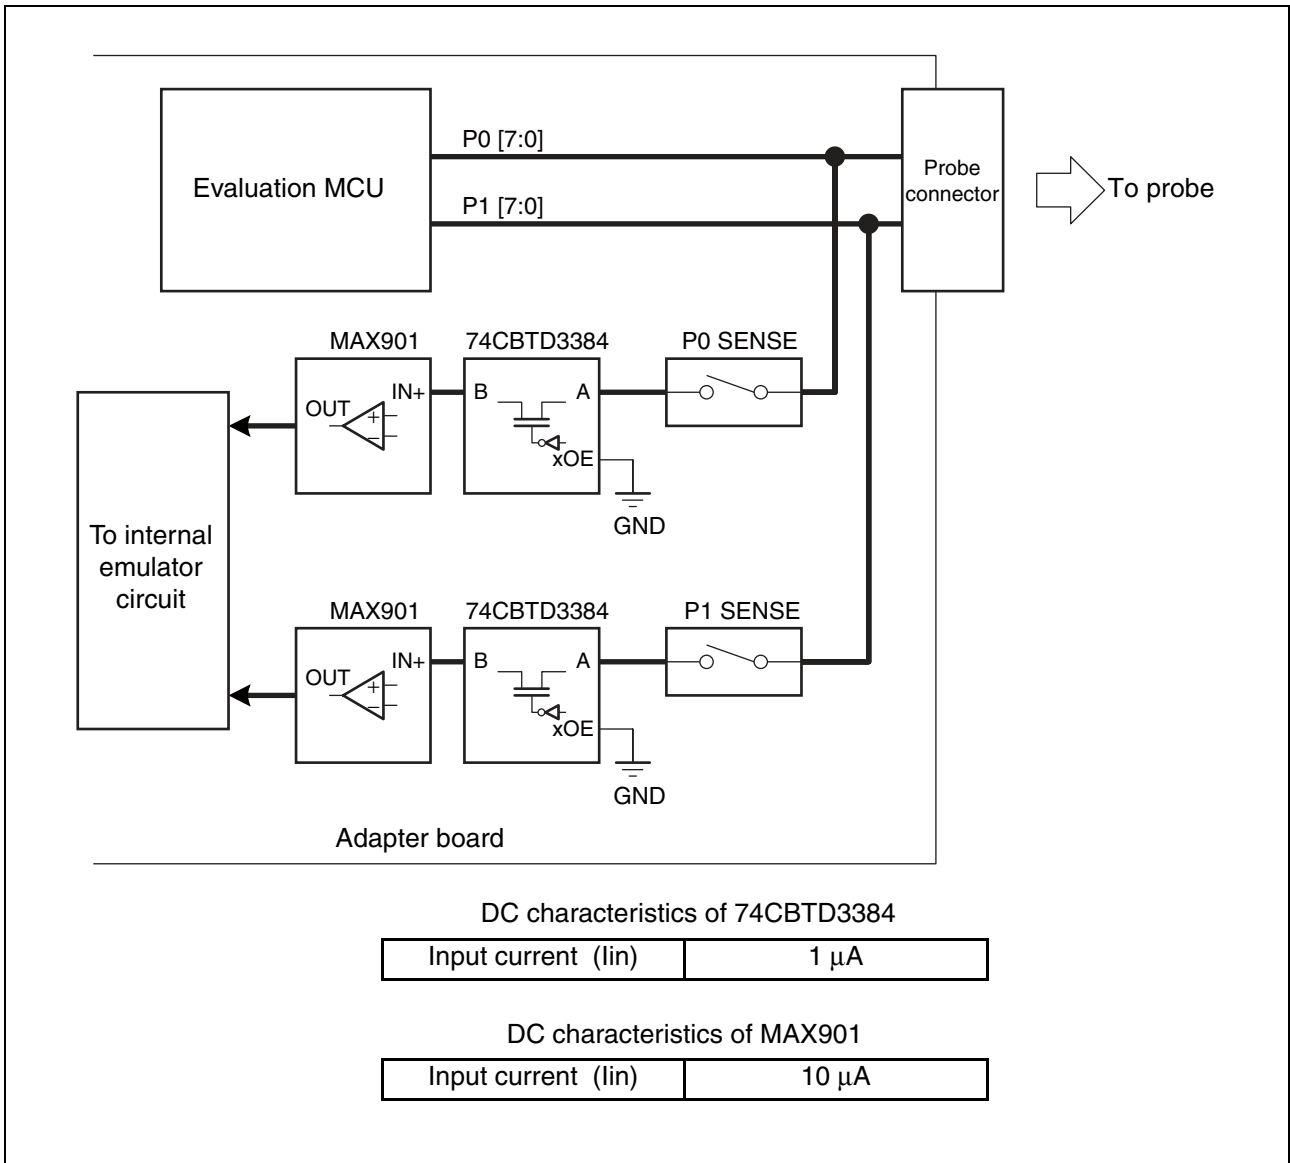 P0 [7:0]
Evaluation MCU
P1 [7:0]
Probe
connector
To probe
MAX901
74CBTD3384
P0 SENSE
OUT
IN+
+
−
B
A
xOE
GND
To internal
emulator
circuit
MAX901
74CBTD3384
P1 SENSE
OUT
IN+
+
−
B
A
xOE
GND
Adapter board
DC characteristics of 74CBTD3384
Input current (Iin) 1 μA
DC characteristics of MAX901
Input current (Iin) 10 μA